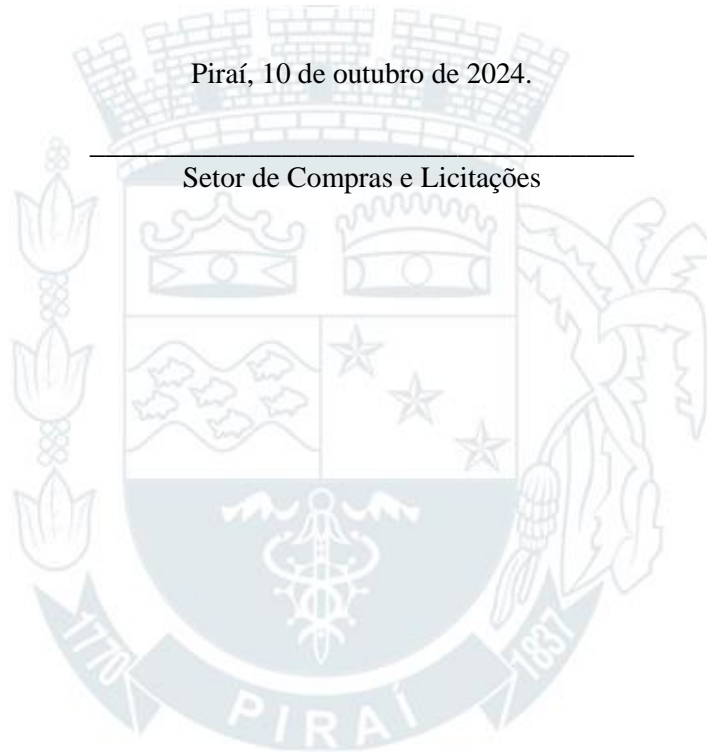 Piraí, 10 de outubro de 2024.
Setor de Compras e Licitações
1770
PIRAÍ
1837